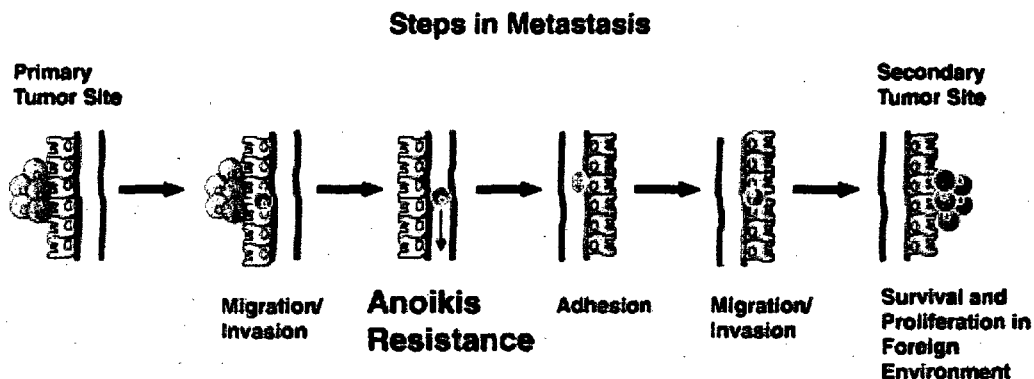 Steps in Metastasis
Primary
Tumor Site
Secondary
Tumor Site
Migration/
Invasion
Anoikis
Resistance
Adhesion
Migration/
Invasion
Survival and
Proliferation in
Foreign
Environment